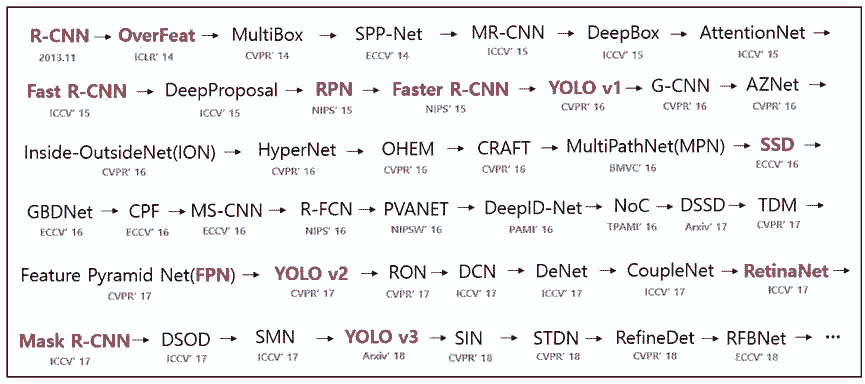 R-CNN → OverFeat → MultiBox → SPP-Net → MR-CNN → DeepBox → AttentionNet →
2013.11 ICLR' 14 CVPR' 14 ECCV' 14 ICCV' 15 ICCV' 15 ICCV' 15
Fast R-CNN → DeepProposal → RPN → Faster R-CNN → YOLO v1 → G-CNN → AZNet →
ICCV' 15 ICCV' 15 NIPS' 15 NIPS' 15 CVPR' 16 CVPR' 16 CVPR' 16
Inside-OutsideNet(ION) → HyperNet → OHEM → CRAFT → MultiPathNet(MPN) → SSD →
CVPR' 16 CVPR' 16 CVPR' 16 CVPR' 16 BMVC' 16 ECCV' 16
GBDNet → CPF → MS-CNN → R-FCN → PVANET → DeepID-Net → NoC → DSSD → TDM →
ECCV' 16 ECCV' 16 ECCV' 16 NIPS' 16 NIPSW' 16 PAMI' 16 TPAMI' 16 Arxiv' 17 CVPR' 17
Feature Pyramid Net(FPN) → YOLO v2 → RON → DCN → DeNet → CoupleNet → RetinaNet →
CVPR' 17 CVPR' 17 CVPR' 17 ICCV' 17 ICCV' 17 ICCV' 17 ICCV' 17
Mask R-CNN → DSOD → SMN → YOLO v3 → SIN → STDN → RefineDet → RFBNet → ···
ICCV' 17 ICCV' 17 ICCV' 17 Arxiv' 18 CVPR' 18 CVPR' 18 CVPR' 18 ECCV' 18